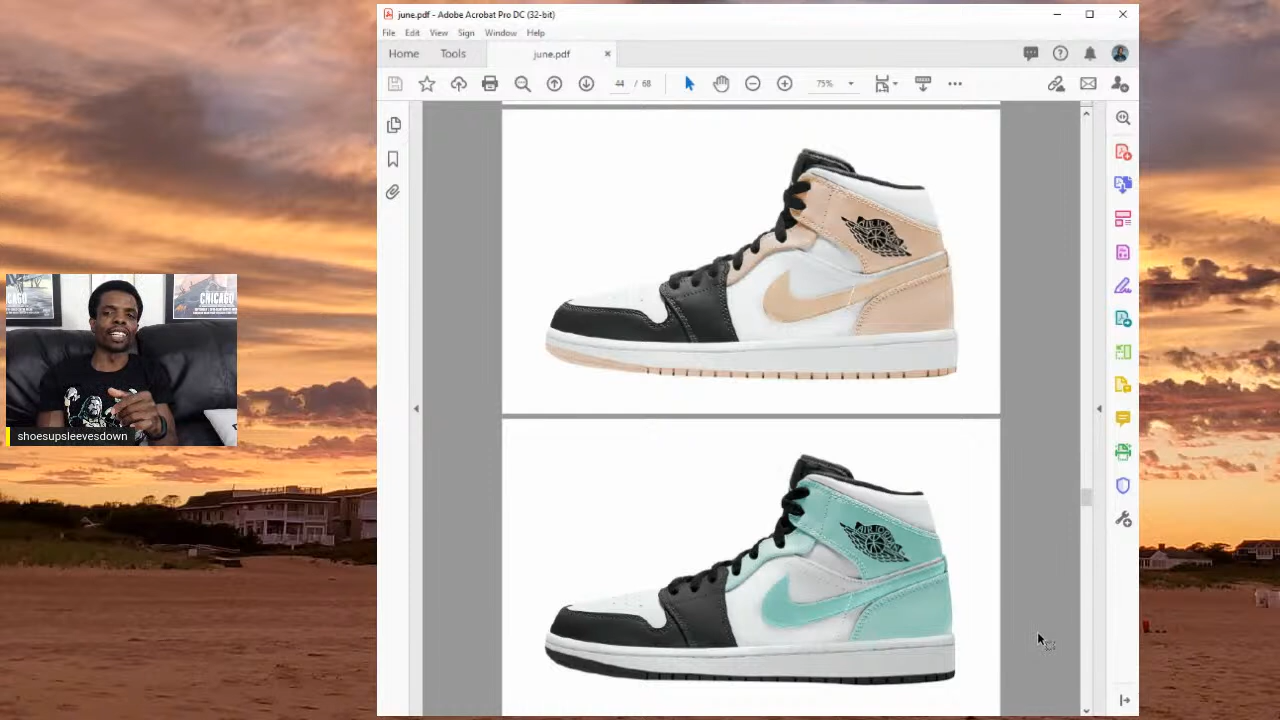 june.pdf - Adobe Acrobat Pro DC (32-bit)
File Edit View Sign Window Help
Home Tools june.pdf
44 / 68 75%
CHICAGO
shoesupsleevesdown